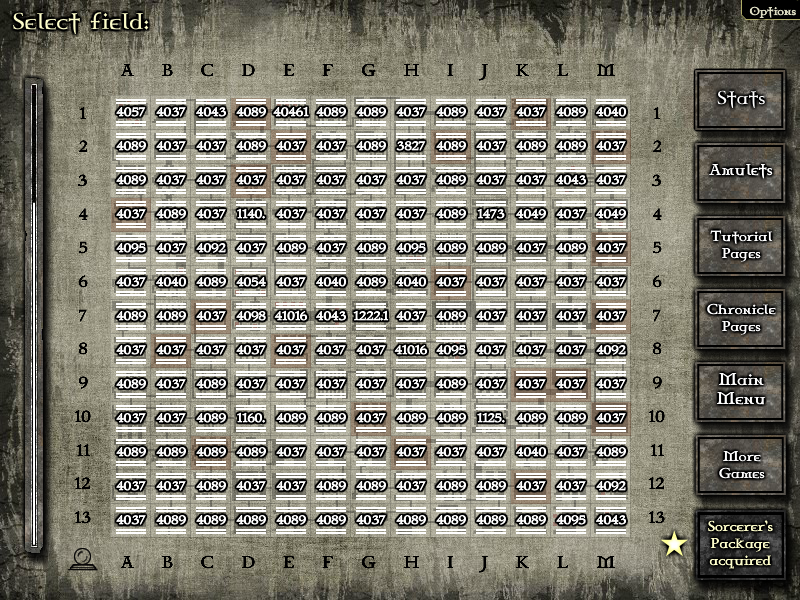 Options
Select field:
A B C D E F G H I J K L M
1 4057 4037 4043 4089 40461 4089 4089 4037 4089 4037 4037 4089 4040 1
2 4089 4037 4037 4089 4037 4037 4089 3827 4089 4037 4089 4089 4037 2
3 4089 4037 4037 4037 4037 4037 4037 4037 4089 4037 4037 4043 4037 3
4 4037 4089 4037 1140. 4037 4037 4037 4037 4089 1473 4049 4037 4049 4
5 4095 4037 4092 4037 4089 4037 4089 4095 4089 4089 4037 4089 4037 5
6 4037 4040 4089 4054 4037 4040 4089 4040 4037 4037 4037 4037 4037 6
7 4089 4089 4037 4098 41016 4043 1222.1 4037 4089 4037 4037 4037 4037 7
8 4037 4037 4037 4037 4037 4037 4037 41016 4095 4037 4037 4037 4092 8
9 4089 4089 4089 4037 4037 4037 4037 4037 4089 4037 4037 4037 4037 9
10 4037 4037 4089 1160. 4089 4089 4037 4089 4089 1125. 4089 4089 4037 10
11 4089 4089 4089 4089 4037 4037 4037 4037 4037 4037 4040 4037 4089 11
12 4037 4037 4089 4089 4037 4089 4089 4089 4037 4089 4037 4037 4092 12
13 4037 4089 4089 4089 4089 4089 4037 4089 4037 4089 4089 4095 4043 13
A B C D E F G H I J K L M
Stats
Amulets
Tutorial
Pages
Chronicle
Pages
Main
Menu
More
Games
Sorcerer's
Package
acquired